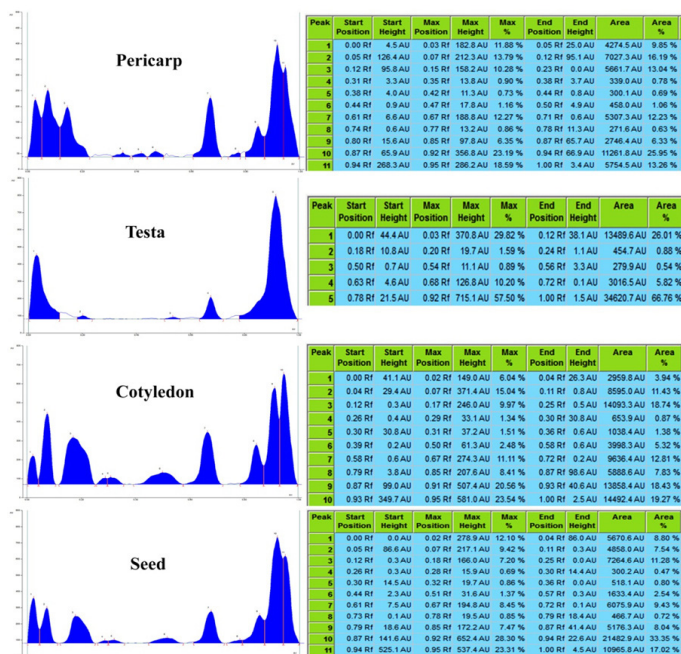 Pericarp
Peak Start Position Start Height Max Position Max Height Max % End Position End Height Area Area %
1 0.00 Rf 4.5 AU 0.03 Rf 182.8 AU 11.88 % 0.05 Rf 25.0 AU 4274.5 AU 9.85 %
2 0.05 Rf 126.4 AU 0.07 Rf 212.3 AU 13.79 % 0.12 Rf 95.1 AU 7027.3 AU 16.19 %
3 0.12 Rf 95.8 AU 0.15 Rf 158.2 AU 10.28 % 0.23 Rf 0.0 AU 5661.7 AU 13.04 %
4 0.31 Rf 3.3 AU 0.35 Rf 13.8 AU 0.90 % 0.38 Rf 3.7 AU 339.0 AU 0.78 %
5 0.38 Rf 4.0 AU 0.42 Rf 11.3 AU 0.73 % 0.44 Rf 0.8 AU 300.1 AU 0.69 %
6 0.44 Rf 0.9 AU 0.47 Rf 17.8 AU 1.16 % 0.50 Rf 4.9 AU 458.0 AU 1.06 %
7 0.61 Rf 6.6 AU 0.67 Rf 188.8 AU 12.27 % 0.71 Rf 0.6 AU 5307.3 AU 12.23 %
8 0.74 Rf 0.6 AU 0.77 Rf 13.2 AU 0.86 % 0.78 Rf 11.3 AU 271.6 AU 0.63 %
9 0.80 Rf 15.6 AU 0.85 Rf 97.8 AU 6.35 % 0.87 Rf 65.7 AU 2746.4 AU 6.33 %
10 0.87 Rf 65.9 AU 0.92 Rf 356.8 AU 23.19 % 0.94 Rf 66.9 AU 11261.8 AU 25.95 %
11 0.94 Rf 268.3 AU 0.95 Rf 286.2 AU 18.59 % 1.00 Rf 3.4 AU 5754.5 AU 13.26 %
Testa
Peak Start Position Start Height Max Position Max Height Max % End Position End Height Area Area %
1 0.00 Rf 44.4 AU 0.03 Rf 370.8 AU 29.82 % 0.12 Rf 38.1 AU 13489.6 AU 26.01 %
2 0.18 Rf 10.8 AU 0.20 Rf 19.7 AU 1.59 % 0.24 Rf 1.1 AU 454.7 AU 0.88 %
3 0.50 Rf 0.7 AU 0.54 Rf 11.1 AU 0.89 % 0.56 Rf 3.3 AU 279.9 AU 0.54 %
4 0.63 Rf 4.6 AU 0.68 Rf 126.8 AU 10.20 % 0.72 Rf 0.1 AU 3016.5 AU 5.82 %
5 0.78 Rf 21.5 AU 0.92 Rf 715.1 AU 57.50 % 1.00 Rf 1.5 AU 34620.7 AU 66.76 %
Cotyledon
Peak Start Position Start Height Max Position Max Height Max % End Position End Height Area Area %
1 0.00 Rf 41.1 AU 0.02 Rf 149.0 AU 6.04 % 0.04 Rf 26.3 AU 2959.8 AU 3.94 %
2 0.04 Rf 29.4 AU 0.07 Rf 371.4 AU 15.04 % 0.11 Rf 0.8 AU 8595.0 AU 11.43 %
3 0.12 Rf 0.3 AU 0.17 Rf 246.0 AU 9.97 % 0.25 Rf 0.5 AU 14093.3 AU 18.74 %
4 0.26 Rf 0.4 AU 0.29 Rf 33.1 AU 1.34 % 0.30 Rf 30.8 AU 653.9 AU 0.87 %
5 0.30 Rf 30.8 AU 0.31 Rf 37.2 AU 1.51 % 0.36 Rf 0.6 AU 1038.4 AU 1.38 %
6 0.39 Rf 0.2 AU 0.50 Rf 61.3 AU 2.48 % 0.58 Rf 0.6 AU 3998.3 AU 5.32 %
7 0.58 Rf 0.6 AU 0.67 Rf 274.3 AU 11.11 % 0.72 Rf 0.2 AU 9636.4 AU 12.81 %
8 0.79 Rf 3.8 AU 0.85 Rf 207.6 AU 8.41 % 0.87 Rf 98.6 AU 5888.6 AU 7.83 %
9 0.87 Rf 99.0 AU 0.91 Rf 507.4 AU 20.56 % 0.93 Rf 40.6 AU 13858.4 AU 18.43 %
10 0.93 Rf 349.7 AU 0.95 Rf 581.0 AU 23.54 % 1.00 Rf 2.5 AU 14492.4 AU 19.27 %
Seed
Peak Start Position Start Height Max Position Max Height Max % End Position End Height Area Area %
1 0.00 Rf 0.0 AU 0.02 Rf 278.9 AU 12.10 % 0.04 Rf 86.0 AU 5670.6 AU 8.80 %
2 0.05 Rf 86.6 AU 0.07 Rf 217.1 AU 9.42 % 0.11 Rf 0.3 AU 4858.0 AU 7.54 %
3 0.12 Rf 0.3 AU 0.18 Rf 166.0 AU 7.20 % 0.25 Rf 0.0 AU 7264.6 AU 11.28 %
4 0.26 Rf 0.3 AU 0.28 Rf 15.9 AU 0.69 % 0.30 Rf 14.4 AU 300.2 AU 0.47 %
5 0.30 Rf 14.5 AU 0.32 Rf 19.7 AU 0.86 % 0.36 Rf 0.0 AU 518.1 AU 0.80 %
6 0.44 Rf 2.3 AU 0.51 Rf 31.6 AU 1.37 % 0.57 Rf 0.3 AU 1633.4 AU 2.54 %
7 0.61 Rf 7.5 AU 0.67 Rf 194.8 AU 8.45 % 0.72 Rf 0.1 AU 6075.9 AU 9.43 %
8 0.73 Rf 0.1 AU 0.78 Rf 19.5 AU 0.85 % 0.79 Rf 18.4 AU 466.7 AU 0.72 %
9 0.79 Rf 18.6 AU 0.85 Rf 172.2 AU 7.47 % 0.87 Rf 41.4 AU 5176.3 AU 8.04 %
10 0.87 Rf 141.6 AU 0.92 Rf 652.4 AU 28.30 % 0.94 Rf 22.6 AU 21482.9 AU 33.35 %
11 0.94 Rf 525.1 AU 0.95 Rf 537.4 AU 23.31 % 1.00 Rf 4.5 AU 10965.8 AU 17.02 %